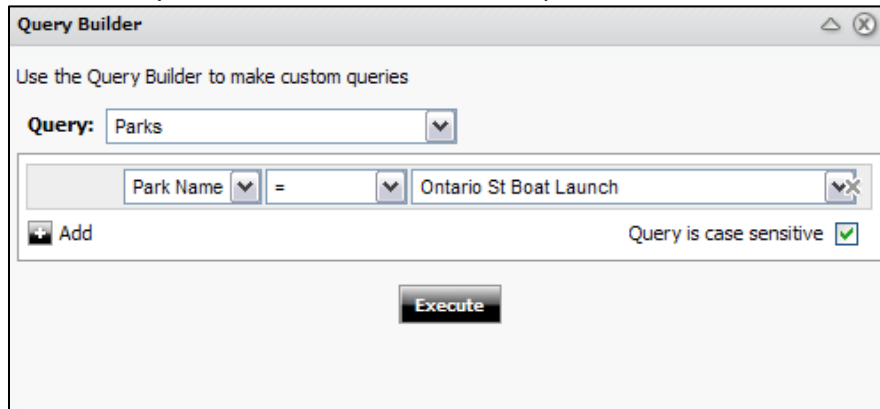 Query Builder
Use the Query Builder to make custom queries
Query: Parks
Park Name = Ontario St Boat Launch
Add Query is case sensitive
Execute